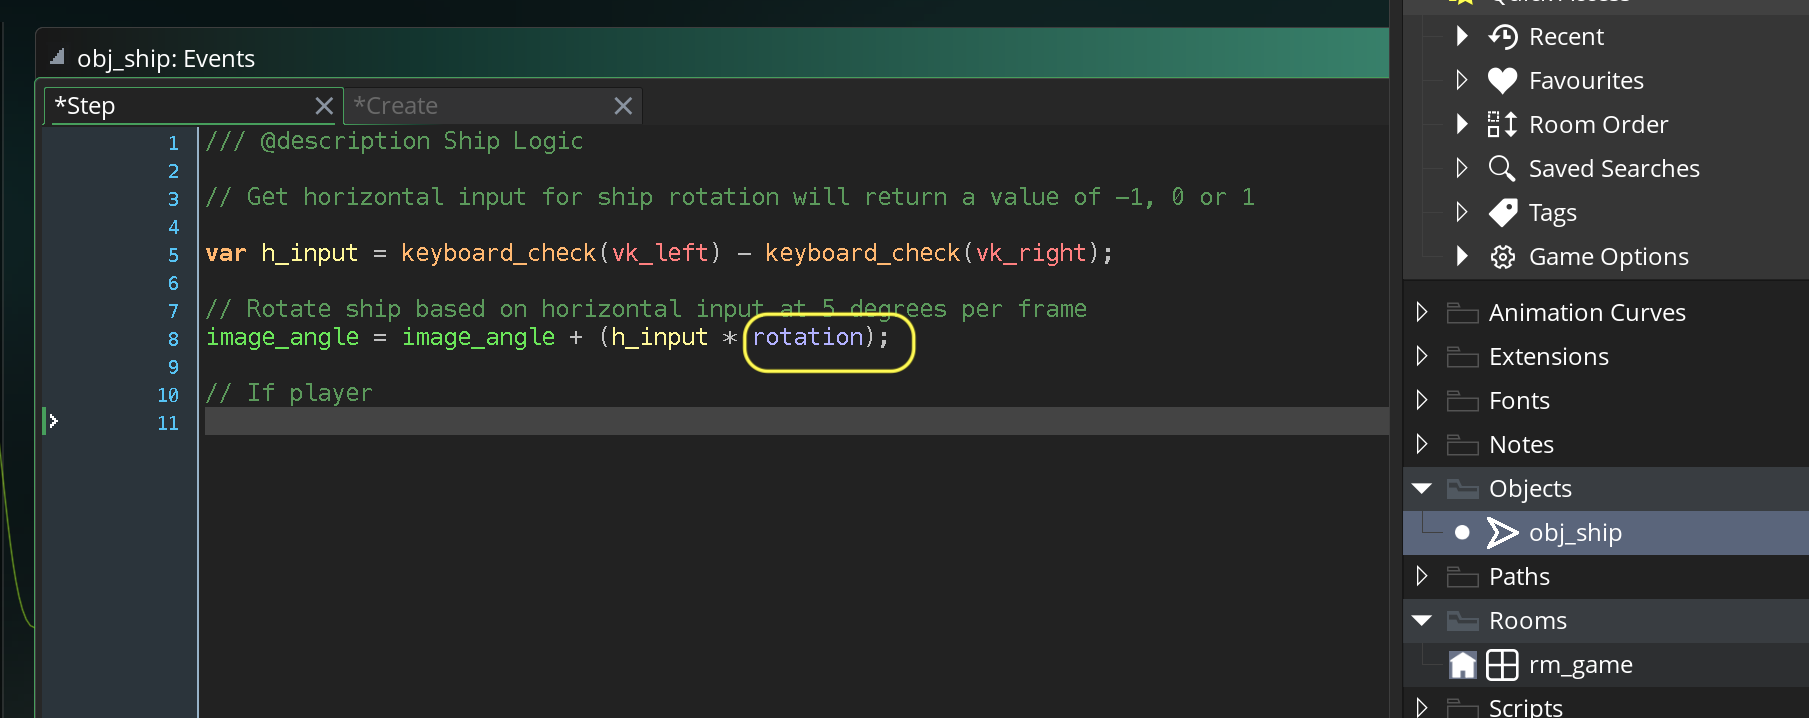 Quick Access
obj_ship: Events
*Step
*Create
1 /// @description Ship Logic
2
3 // Get horizontal input for ship rotation will return a value of -1, 0 or 1
4
5 var h_input = keyboard_check(vk_left) - keyboard_check(vk_right);
6
7 // Rotate ship based on horizontal input at 5 degrees per frame
8 image_angle = image_angle + (h_input * rotation);
9
10 // If player
11
Recent
Favourites
Room Order
Saved Searches
Tags
Game Options
Animation Curves
Extensions
Fonts
Notes
Objects
obj_ship
Paths
Rooms
rm_game
Scripts